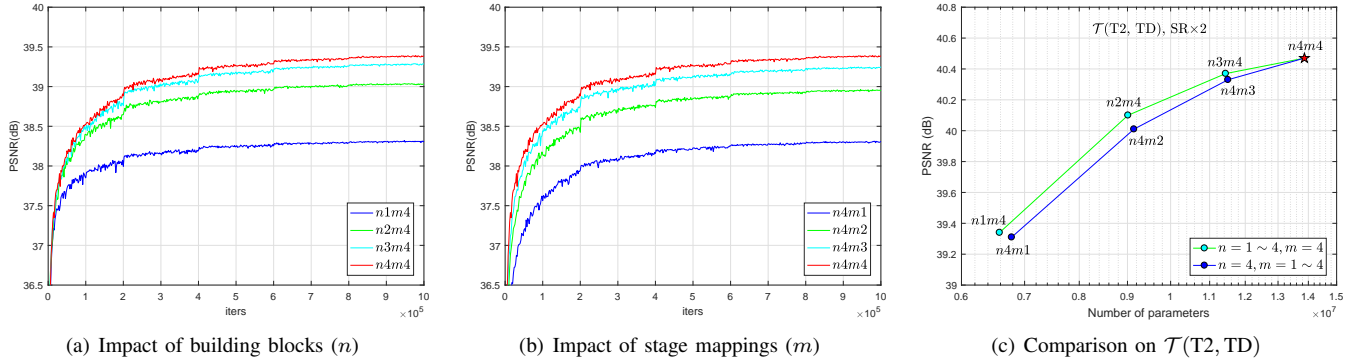 40
39.5
39
38.5
38
37.5
37
36.5
PSNR(dB)
0 1 2 3 4 5 6 7 8 9 10
iters
×10^5
n1m4
n2m4
n3m4
n4m4
(a) Impact of building blocks (n)
40
39.5
39
38.5
38
37.5
37
36.5
PSNR(dB)
0 1 2 3 4 5 6 7 8 9 10
iters
×10^5
n4m1
n4m2
n4m3
n4m4
(b) Impact of stage mappings (m)
40.8
40.6
40.4
40.2
40
39.8
39.6
39.4
39.2
39
PSNR (dB)
𝒯(T2, TD), SR×2
n4m4
n3m4
n4m3
n2m4
n4m2
n1m4
n4m1
n = 1 ∼ 4, m = 4
n = 4, m = 1 ∼ 4
0.6 0.7 0.8 0.9 1 1.1 1.2 1.3 1.4 1.5
Number of parameters
×10^7
(c) Comparison on 𝒯(T2, TD)